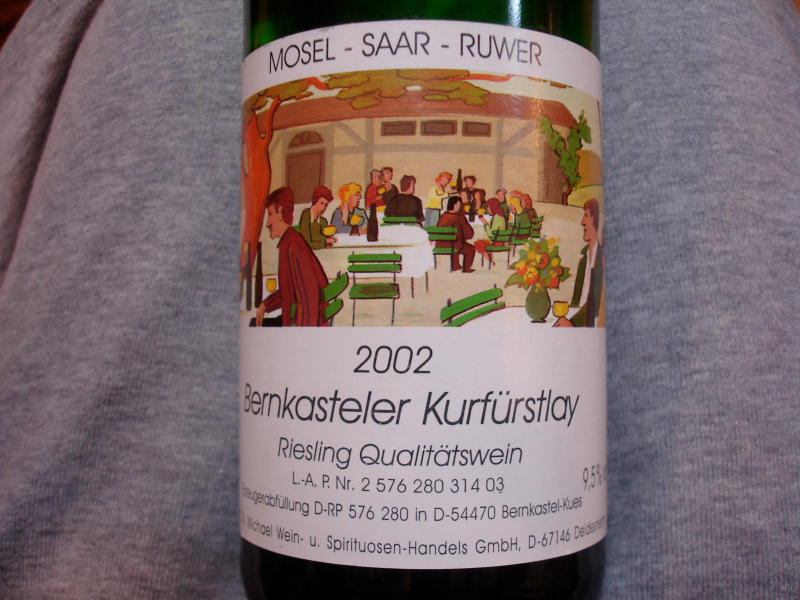 MOSEL - SAAR - RUWER
2002
Bernkasteler Kurfürstlay
Riesling Qualitätswein
L.-A. P. Nr. 2 576 280 314 03
9,5%
Erzeugerabfüllung D-RP 576 280 in D-54470 Bernkastel-Kues
Michael Wein- u. Spirituosen-Handels GmbH, D-67146 Deidesheim